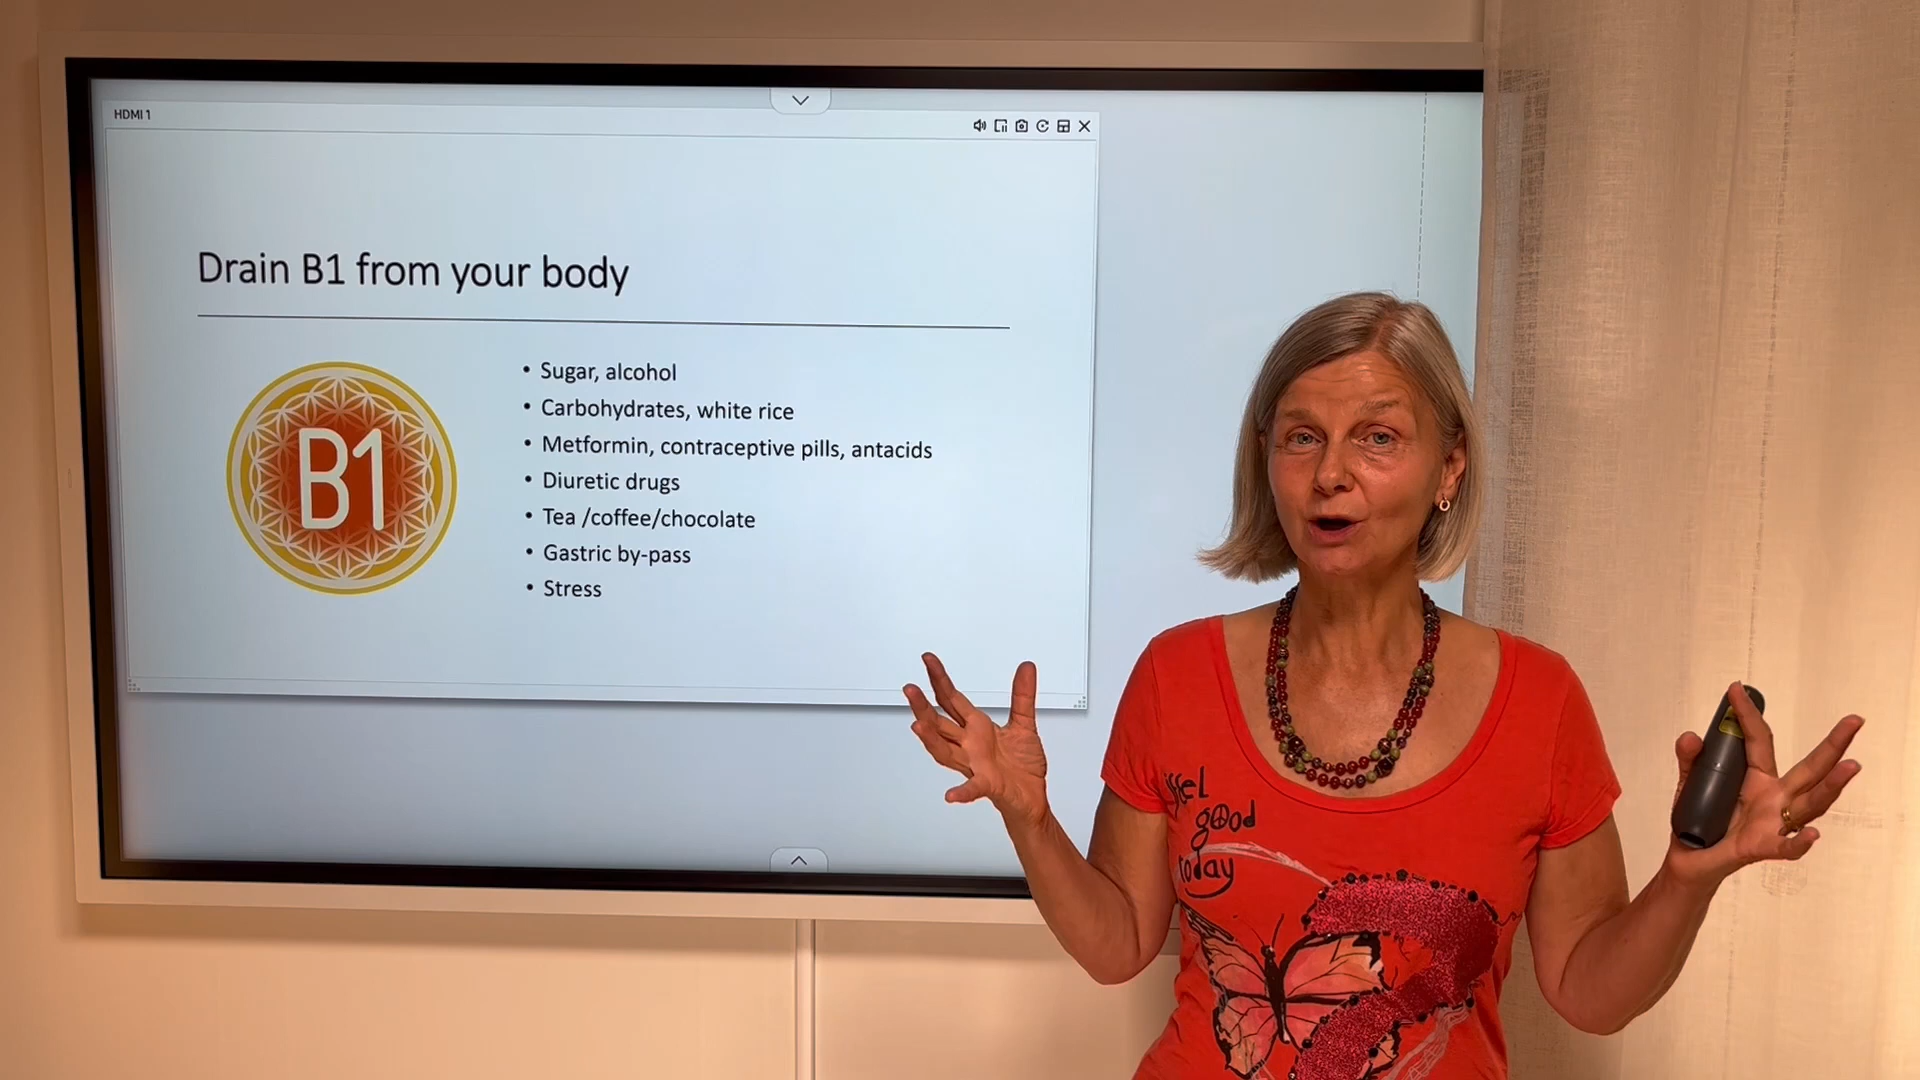 HDMI 1
Drain B1 from your body
B1
• Sugar, alcohol
• Carbohydrates, white rice
• Metformin, contraceptive pills, antacids
• Diuretic drugs
• Tea /coffee/chocolate
• Gastric by-pass
• Stress
feel
good
today